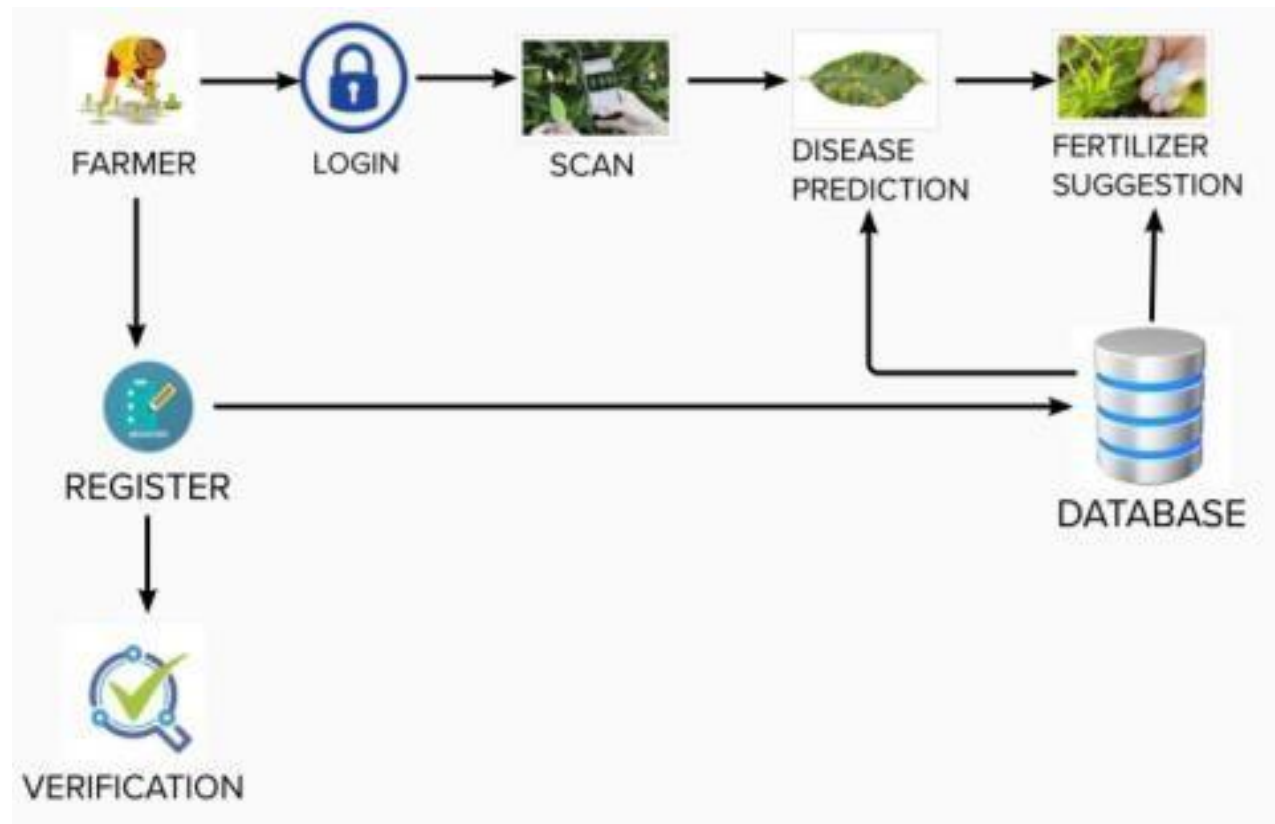 FARMER
LOGIN
SCAN
DISEASE
PREDICTION
FERTILIZER
SUGGESTION
REGISTER
DATABASE
VERIFICATION